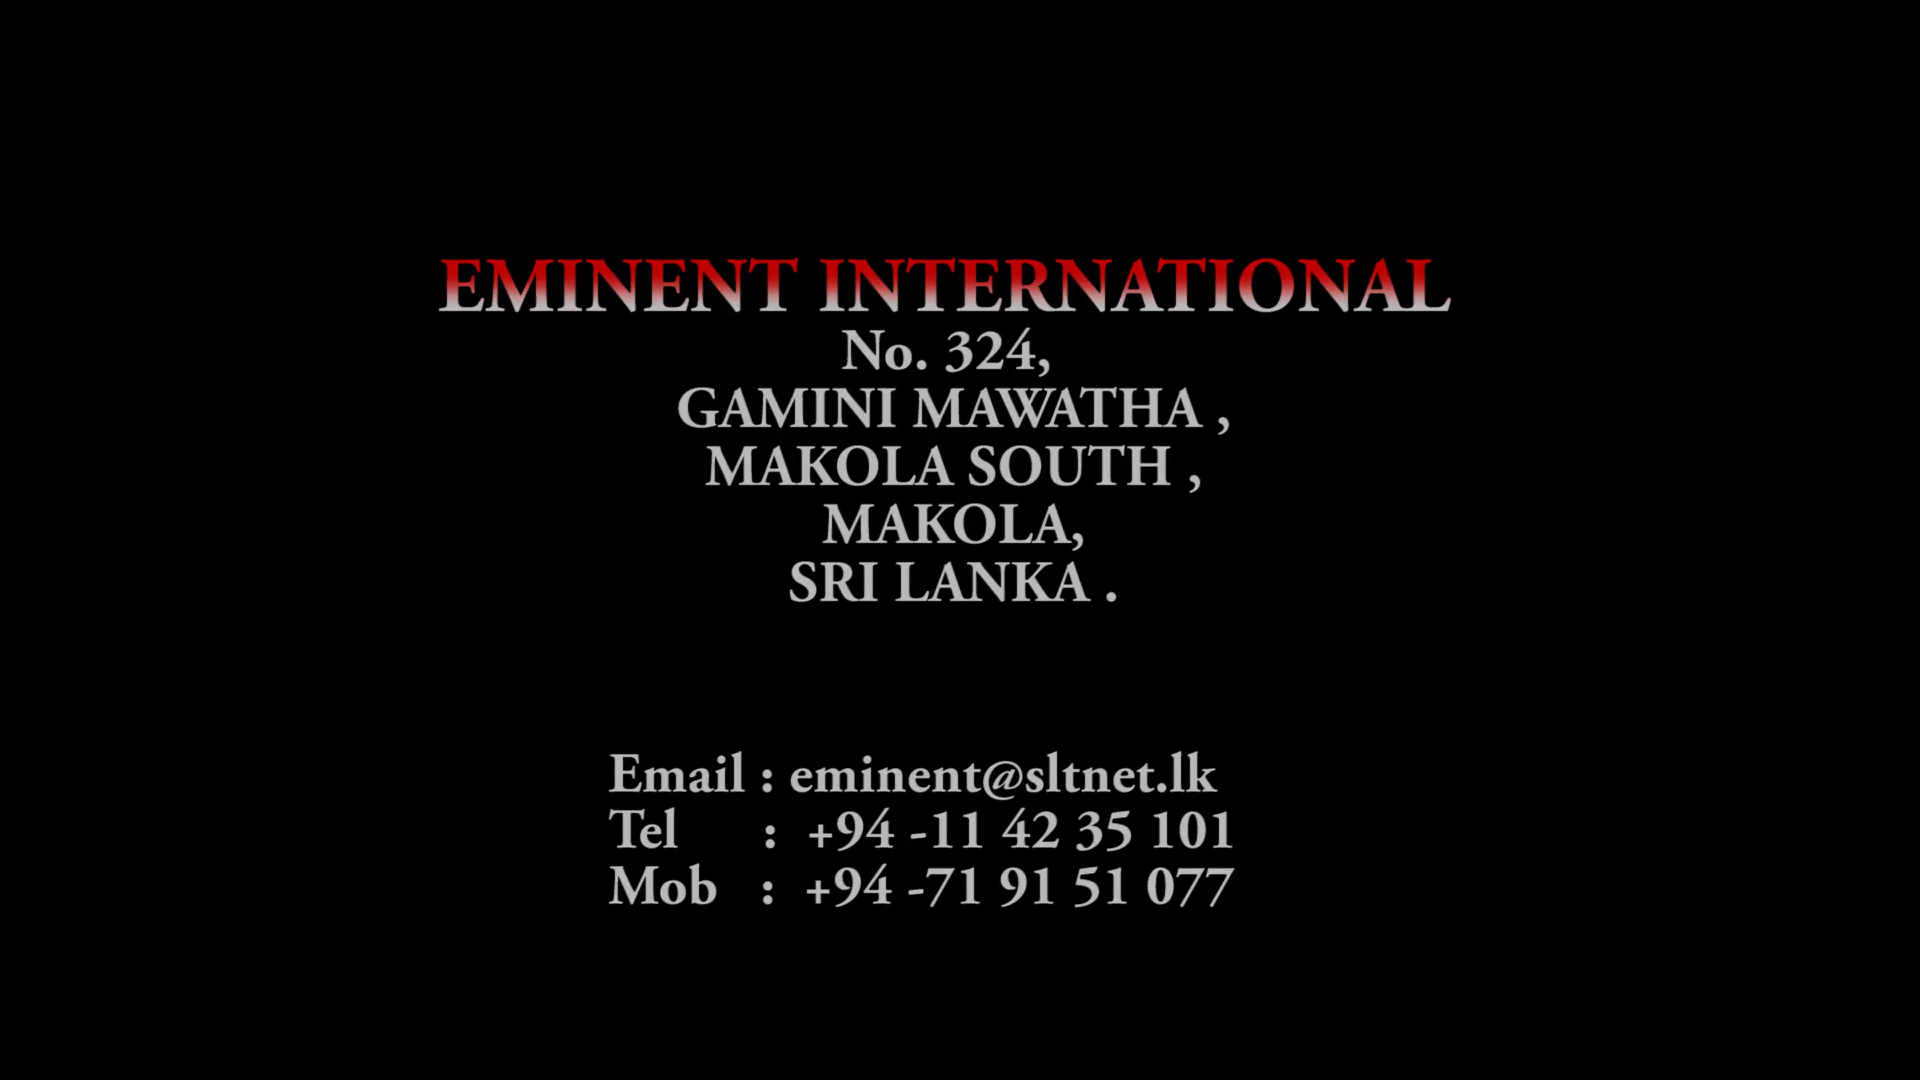 EMINENT INTERNATIONAL
No. 324,
GAMINI MAWATHA ,
MAKOLA SOUTH ,
MAKOLA,
SRI LANKA .
Email : eminent@sltnet.lk
Tel : +94 -11 42 35 101
Mob : +94 -71 91 51 077